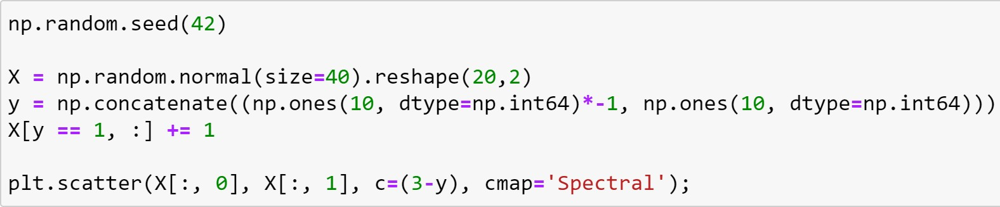 np.random.seed(42)
X = np.random.normal(size=40).reshape(20,2)
y = np.concatenate((np.ones(10, dtype=np.int64)*-1, np.ones(10, dtype=np.int64)))
X[y == 1, :] += 1
plt.scatter(X[:, 0], X[:, 1], c=(3-y), cmap='Spectral');